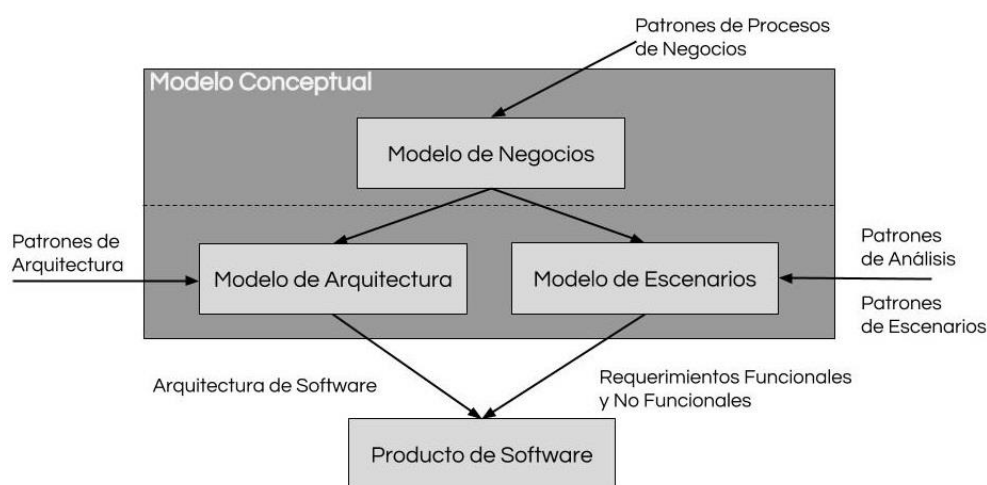 Patrones de Procesos
de Negocios
Modelo Conceptual
Modelo de Negocios
Patrones de
Arquitectura
Modelo de Arquitectura
Modelo de Escenarios
Patrones
de Análisis
Patrones
de Escenarios
Arquitectura de Software
Requerimientos Funcionales
y No Funcionales
Producto de Software